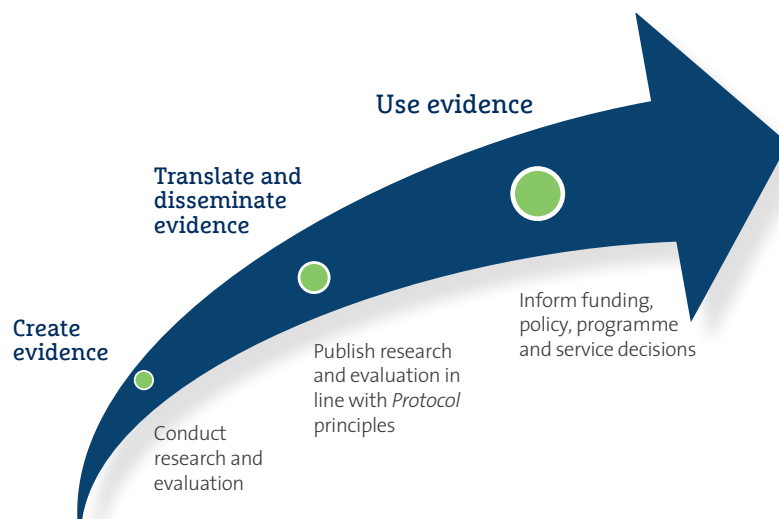 Use evidence
Translate and
disseminate
evidence
Create
evidence
Inform funding,
policy, programme
and service decisions
Publish research
and evaluation in
line with Protocol
principles
Conduct
research and
evaluation